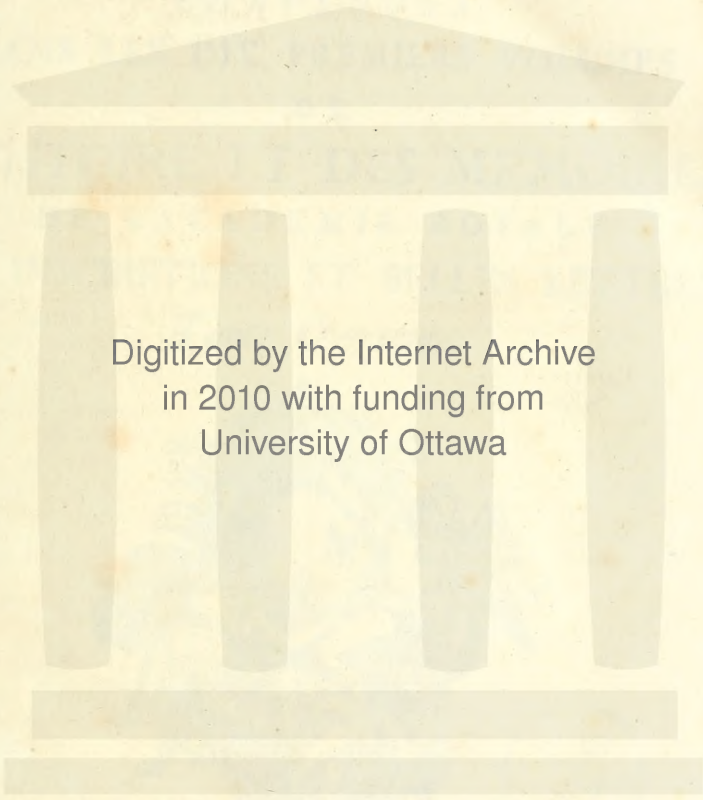 Digitized by the Internet Archive
in 2010 with funding from
University of Ottawa